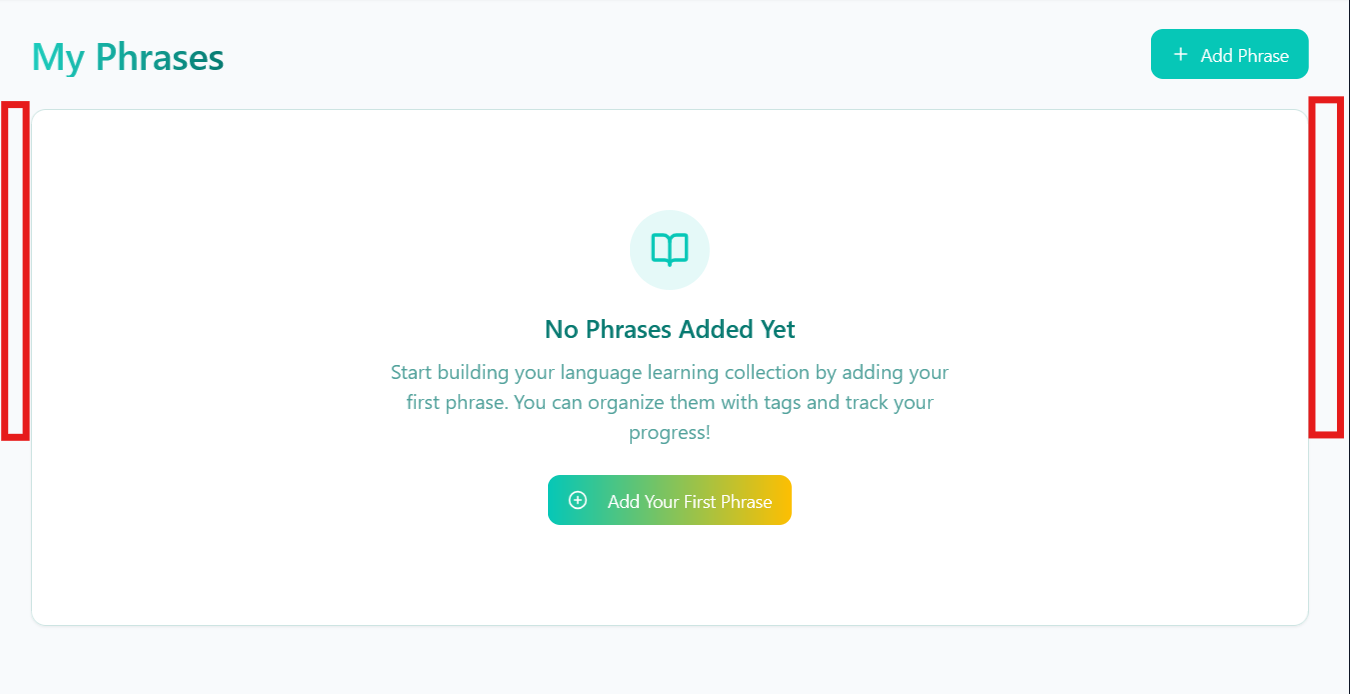 My Phrases
Add Phrase
No Phrases Added Yet
Start building your language learning collection by adding your
first phrase. You can organize them with tags and track your
progress!
Add Your First Phrase